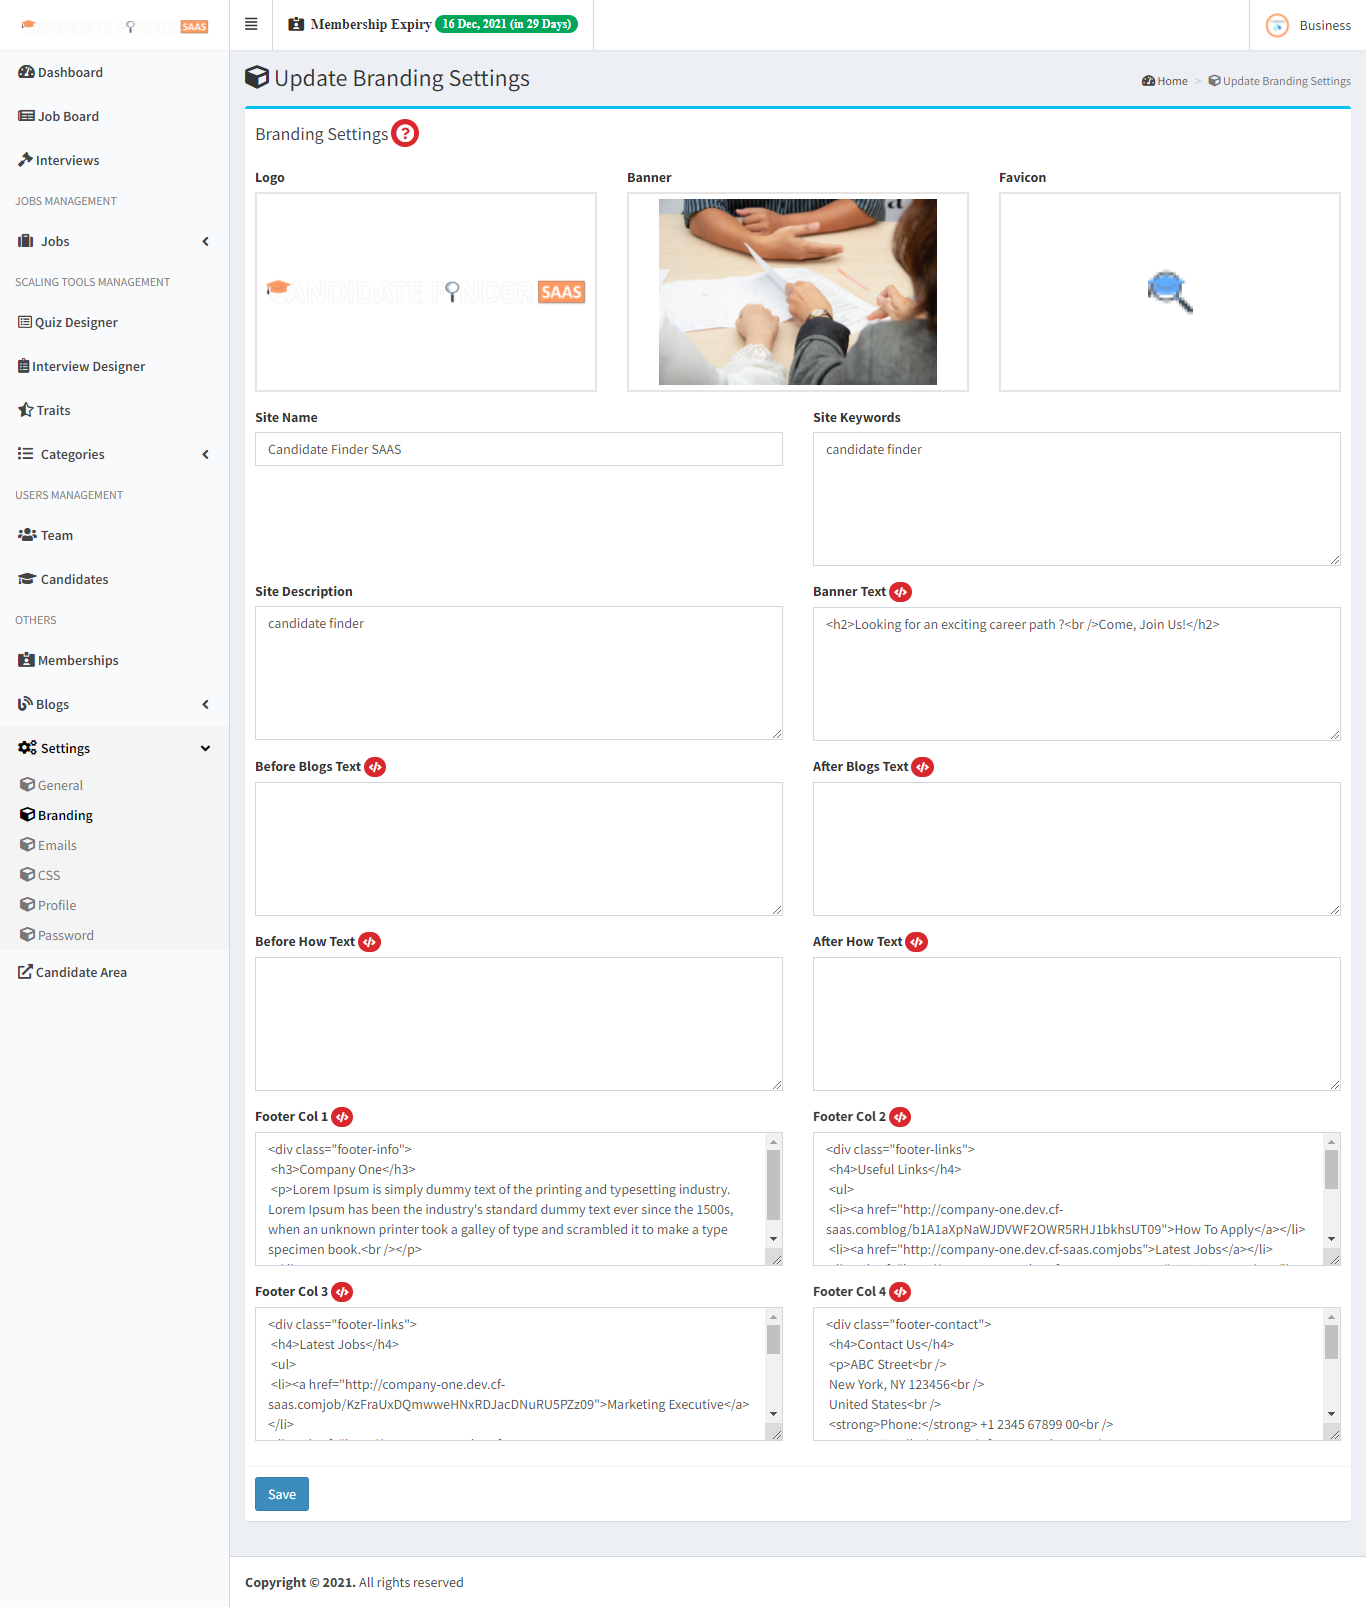 CANDIDATE FINDER SAAS
Membership Expiry 16 Dec, 2021 (in 29 Days)
Business
Dashboard
Job Board
Interviews
JOBS MANAGEMENT
Jobs
SCALING TOOLS MANAGEMENT
Quiz Designer
Interview Designer
Traits
Categories
USERS MANAGEMENT
Team
Candidates
OTHERS
Memberships
Blogs
Settings
General
Branding
Emails
CSS
Profile
Password
Candidate Area
Update Branding Settings
Home > Update Branding Settings
Branding Settings ?
Logo
Banner
Favicon
CANDIDATE FINDER SAAS
Site Name
Site Keywords
Candidate Finder SAAS
candidate finder
Site Description
Banner Text
candidate finder
<h2>Looking for an exciting career path ?<br />Come, Join Us!</h2>
Before Blogs Text
After Blogs Text
Before How Text
After How Text
Footer Col 1
<div class="footer-info">
<h3>Company One</h3>
<p>Lorem Ipsum is simply dummy text of the printing and typesetting industry.
Lorem Ipsum has been the industry's standard dummy text ever since the 1500s,
when an unknown printer took a galley of type and scrambled it to make a type
specimen book.<br /></p>
Footer Col 2
<div class="footer-links">
<h4>Useful Links</h4>
<ul>
<li><a href="http://company-one.dev.cf-
saas.comblog/b1A1aXpNaWJDVWF2OWR5RHJ1bkhsUT09">How To Apply</a></li>
<li><a href="http://company-one.dev.cf-saas.comjobs">Latest Jobs</a></li>
Footer Col 3
<div class="footer-links">
<h4>Latest Jobs</h4>
<ul>
<li><a href="http://company-one.dev.cf-
saas.comjob/KzFraUxDQmwweHNxRDJacDNuRU5PZz09">Marketing Executive</a>
</li>
Footer Col 4
<div class="footer-contact">
<h4>Contact Us</h4>
<p>ABC Street<br />
New York, NY 123456<br />
United States<br />
<strong>Phone:</strong> +1 2345 67899 00<br />
Save
Copyright © 2021. All rights reserved